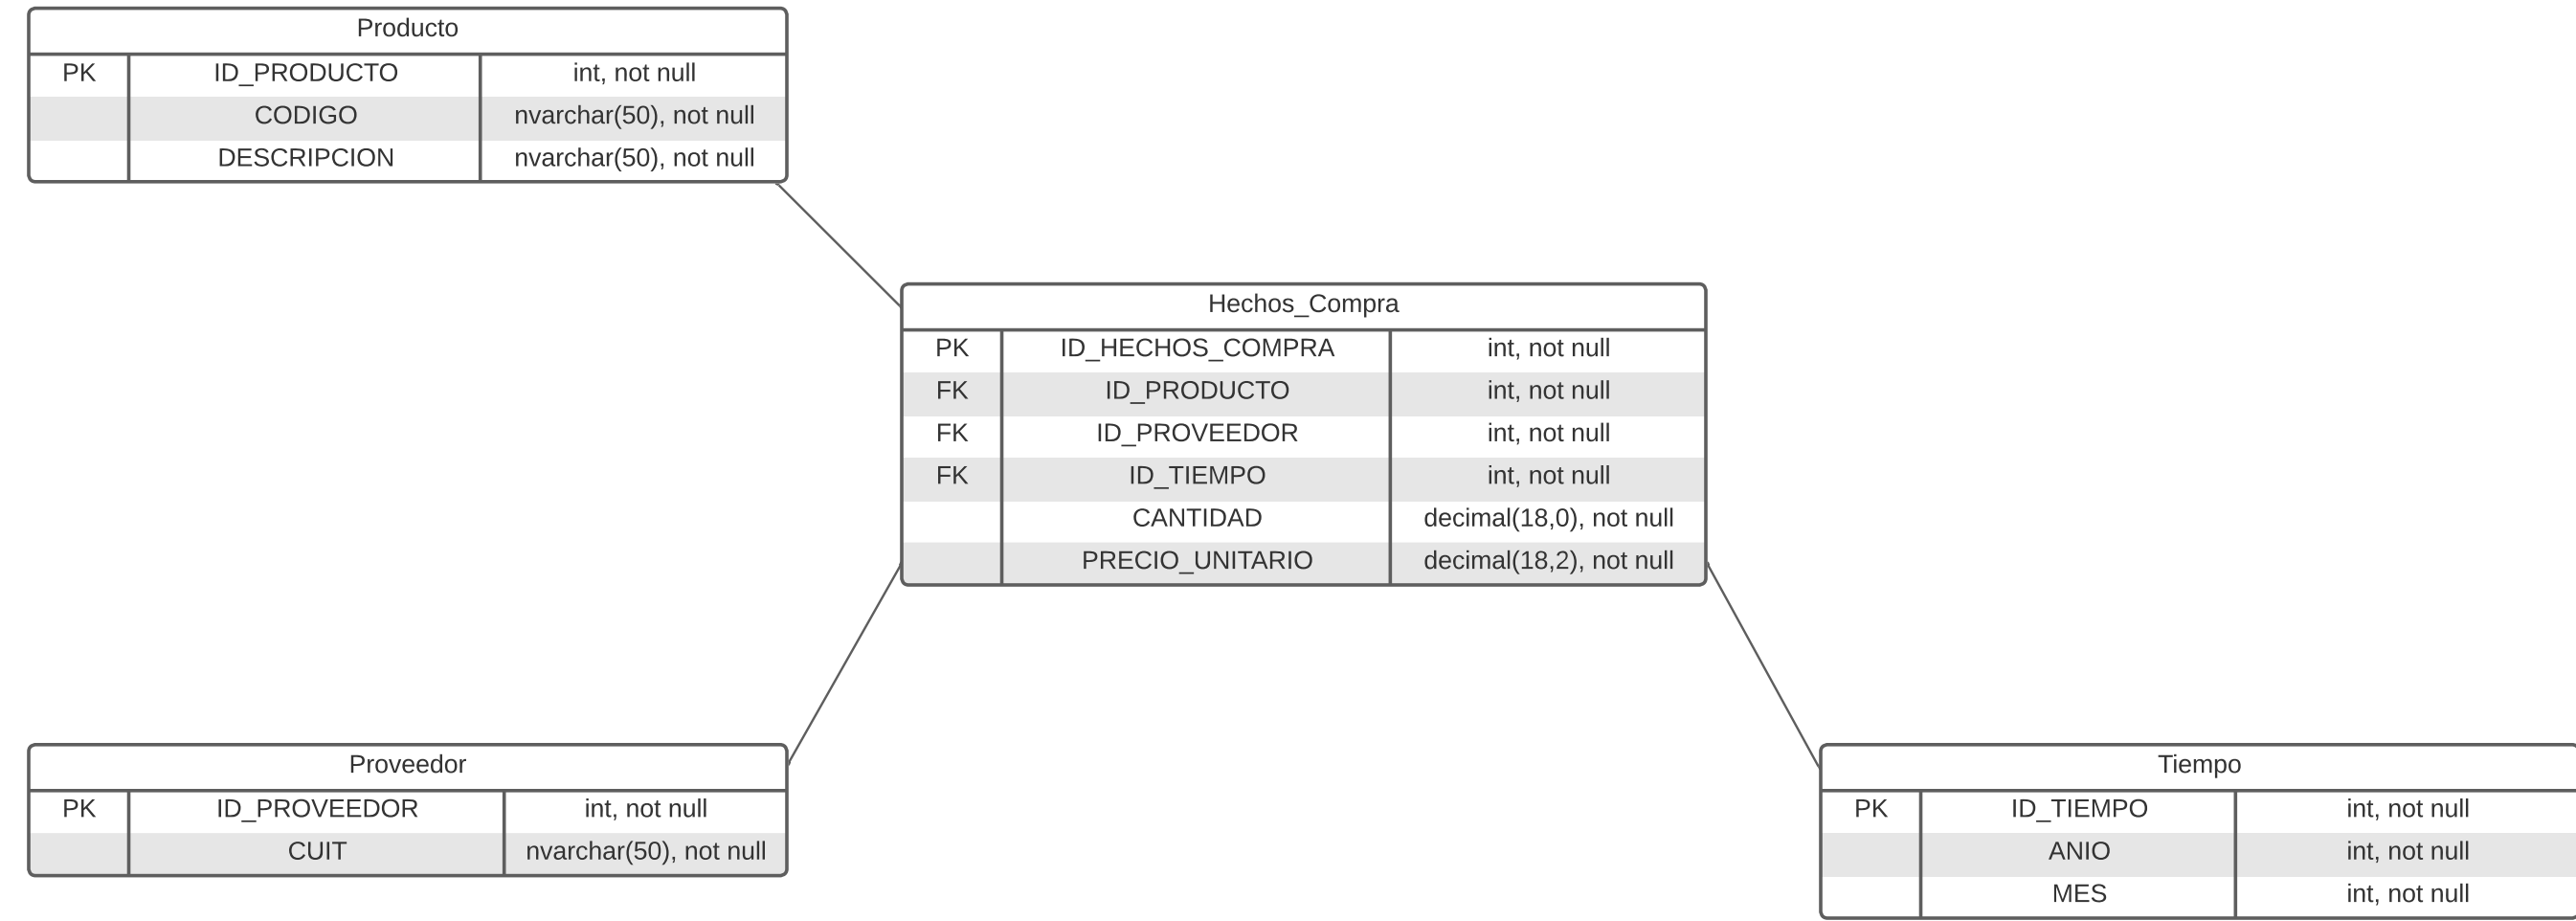 Producto
PK ID_PRODUCTO int, not null
CODIGO nvarchar(50), not null
DESCRIPCION nvarchar(50), not null
Hechos_Compra
PK ID_HECHOS_COMPRA int, not null
FK ID_PRODUCTO int, not null
FK ID_PROVEEDOR int, not null
FK ID_TIEMPO int, not null
CANTIDAD decimal(18,0), not null
PRECIO_UNITARIO decimal(18,2), not null
Proveedor
PK ID_PROVEEDOR int, not null
CUIT nvarchar(50), not null
Tiempo
PK ID_TIEMPO int, not null
ANIO int, not null
MES int, not null